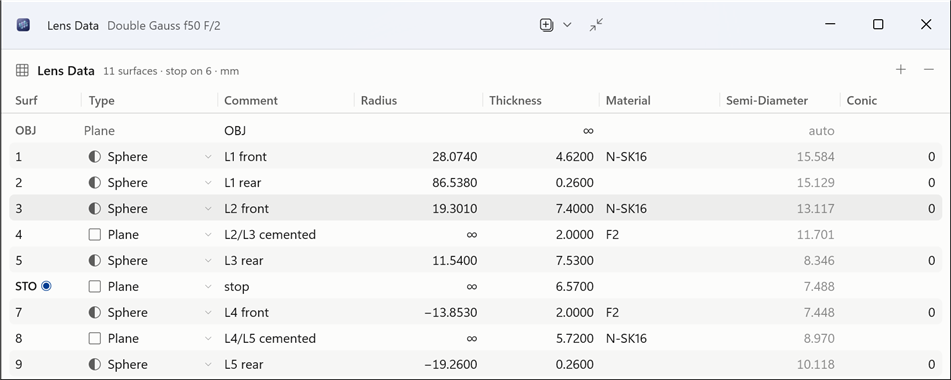 Lens Data Double Gauss f50 F/2
Lens Data 11 surfaces · stop on 6 · mm
Surf Type Comment Radius Thickness Material Semi-Diameter Conic
OBJ Plane OBJ ∞ auto
1 Sphere L1 front 28.0740 4.6200 N-SK16 15.584 0
2 Sphere L1 rear 86.5380 0.2600 15.129 0
3 Sphere L2 front 19.3010 7.4000 N-SK16 13.117 0
4 Plane L2/L3 cemented ∞ 2.0000 F2 11.701
5 Sphere L3 rear 11.5400 7.5300 8.346 0
STO Plane stop ∞ 6.5700 7.488
7 Sphere L4 front −13.8530 2.0000 F2 7.448 0
8 Plane L4/L5 cemented ∞ 5.7200 N-SK16 8.970
9 Sphere L5 rear −19.2600 0.2600 10.118 0